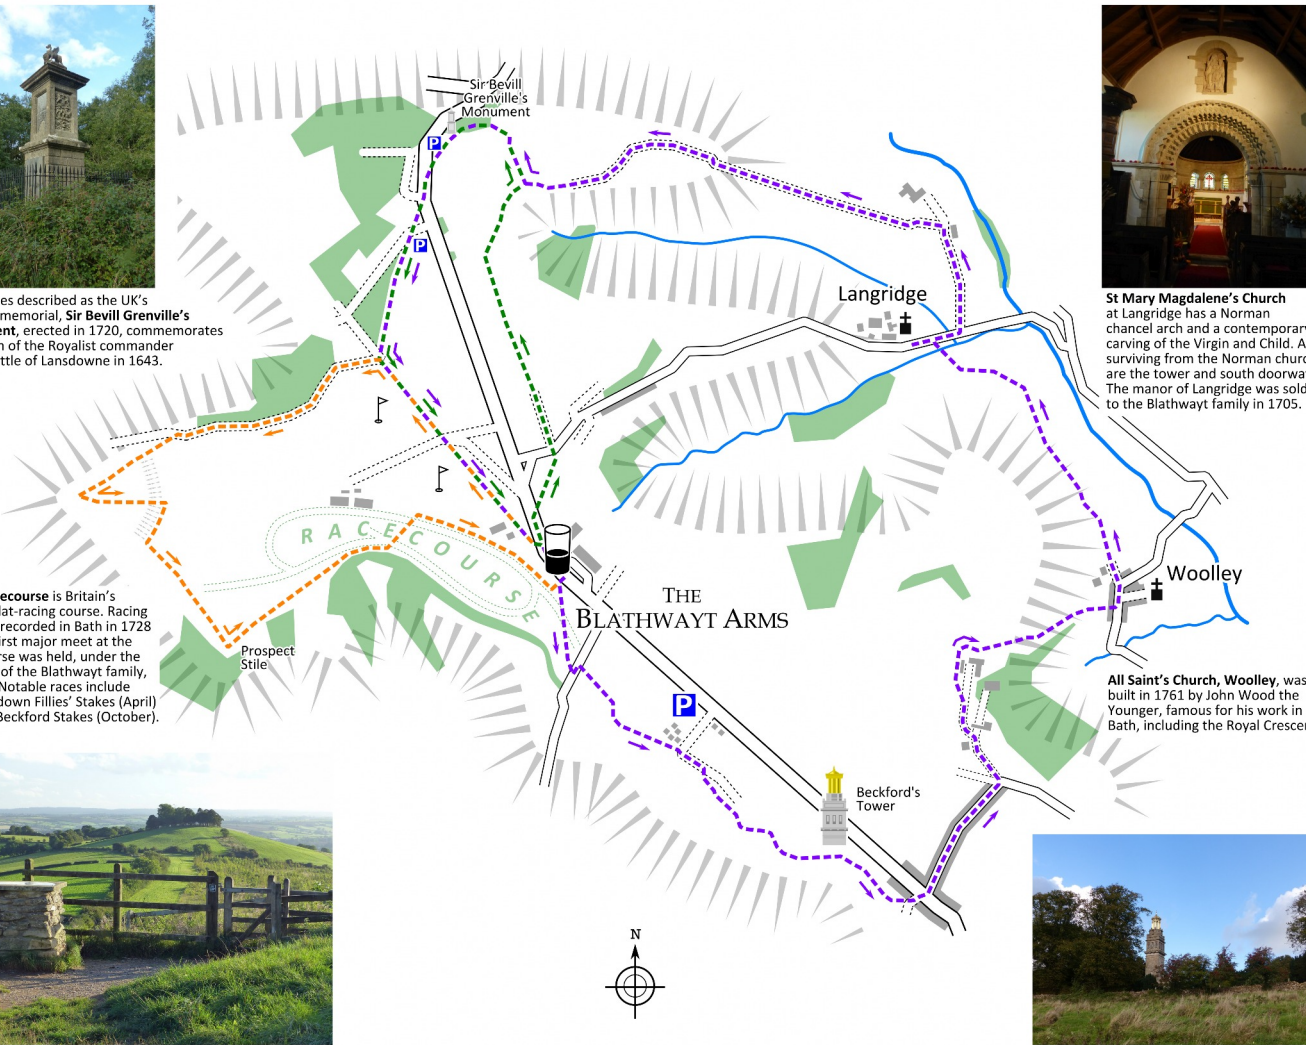 Sir Bevill
Grenville's
Monument
P
P
es described as the UK's
memorial, Sir Bevill Grenville's
ent, erected in 1720, commemorates
n of the Royalist commander
ttle of Lansdowne in 1643.
Langridge
St Mary Magdalene's Church
at Langridge has a Norman
chancel arch and a contemporary
carving of the Virgin and Child. A
surviving from the Norman churc
are the tower and south doorwa
The manor of Langridge was sold
to the Blathwayt family in 1705.
RACECOURSE
Woolley
THE
BLATHWAYT ARMS
ecourse is Britain's
lat-racing course. Racing
recorded in Bath in 1728
irst major meet at the
rse was held, under the
of the Blathwayt family,
Notable races include
down Fillies' Stakes (April)
Beckford Stakes (October).
Prospect
Stile
All Saint's Church, Woolley, was
built in 1761 by John Wood the
Younger, famous for his work in
Bath, including the Royal Crescen
P
Beckford's
Tower
N